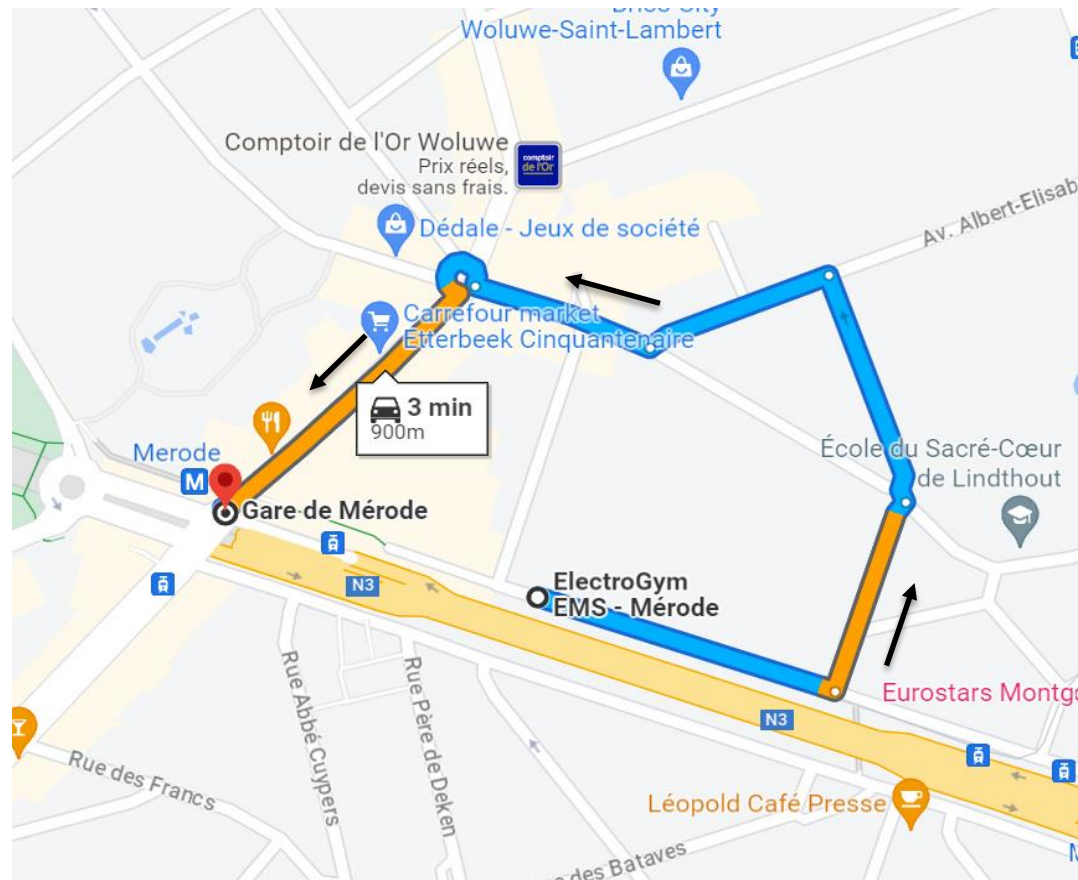 Woluwe-Saint-Lambert
Comptoir de l'Or Woluwe
Prix réels,
devis sans frais.
comptoir
de l'Or
Dédale - Jeux de société
Av. Albert-Elisab
Carrefour market
Etterbeek Cinquantenaire
3 min
900m
École du Sacré-Cœur
de Lindthout
Merode
M
Gare de Mérode
N3
ElectroGym
EMS - Mérode
Eurostars Montg
N3
Rue Abbé Cuypers
Rue Père de Deken
Rue des Francs
Léopold Café Presse
des Bataves